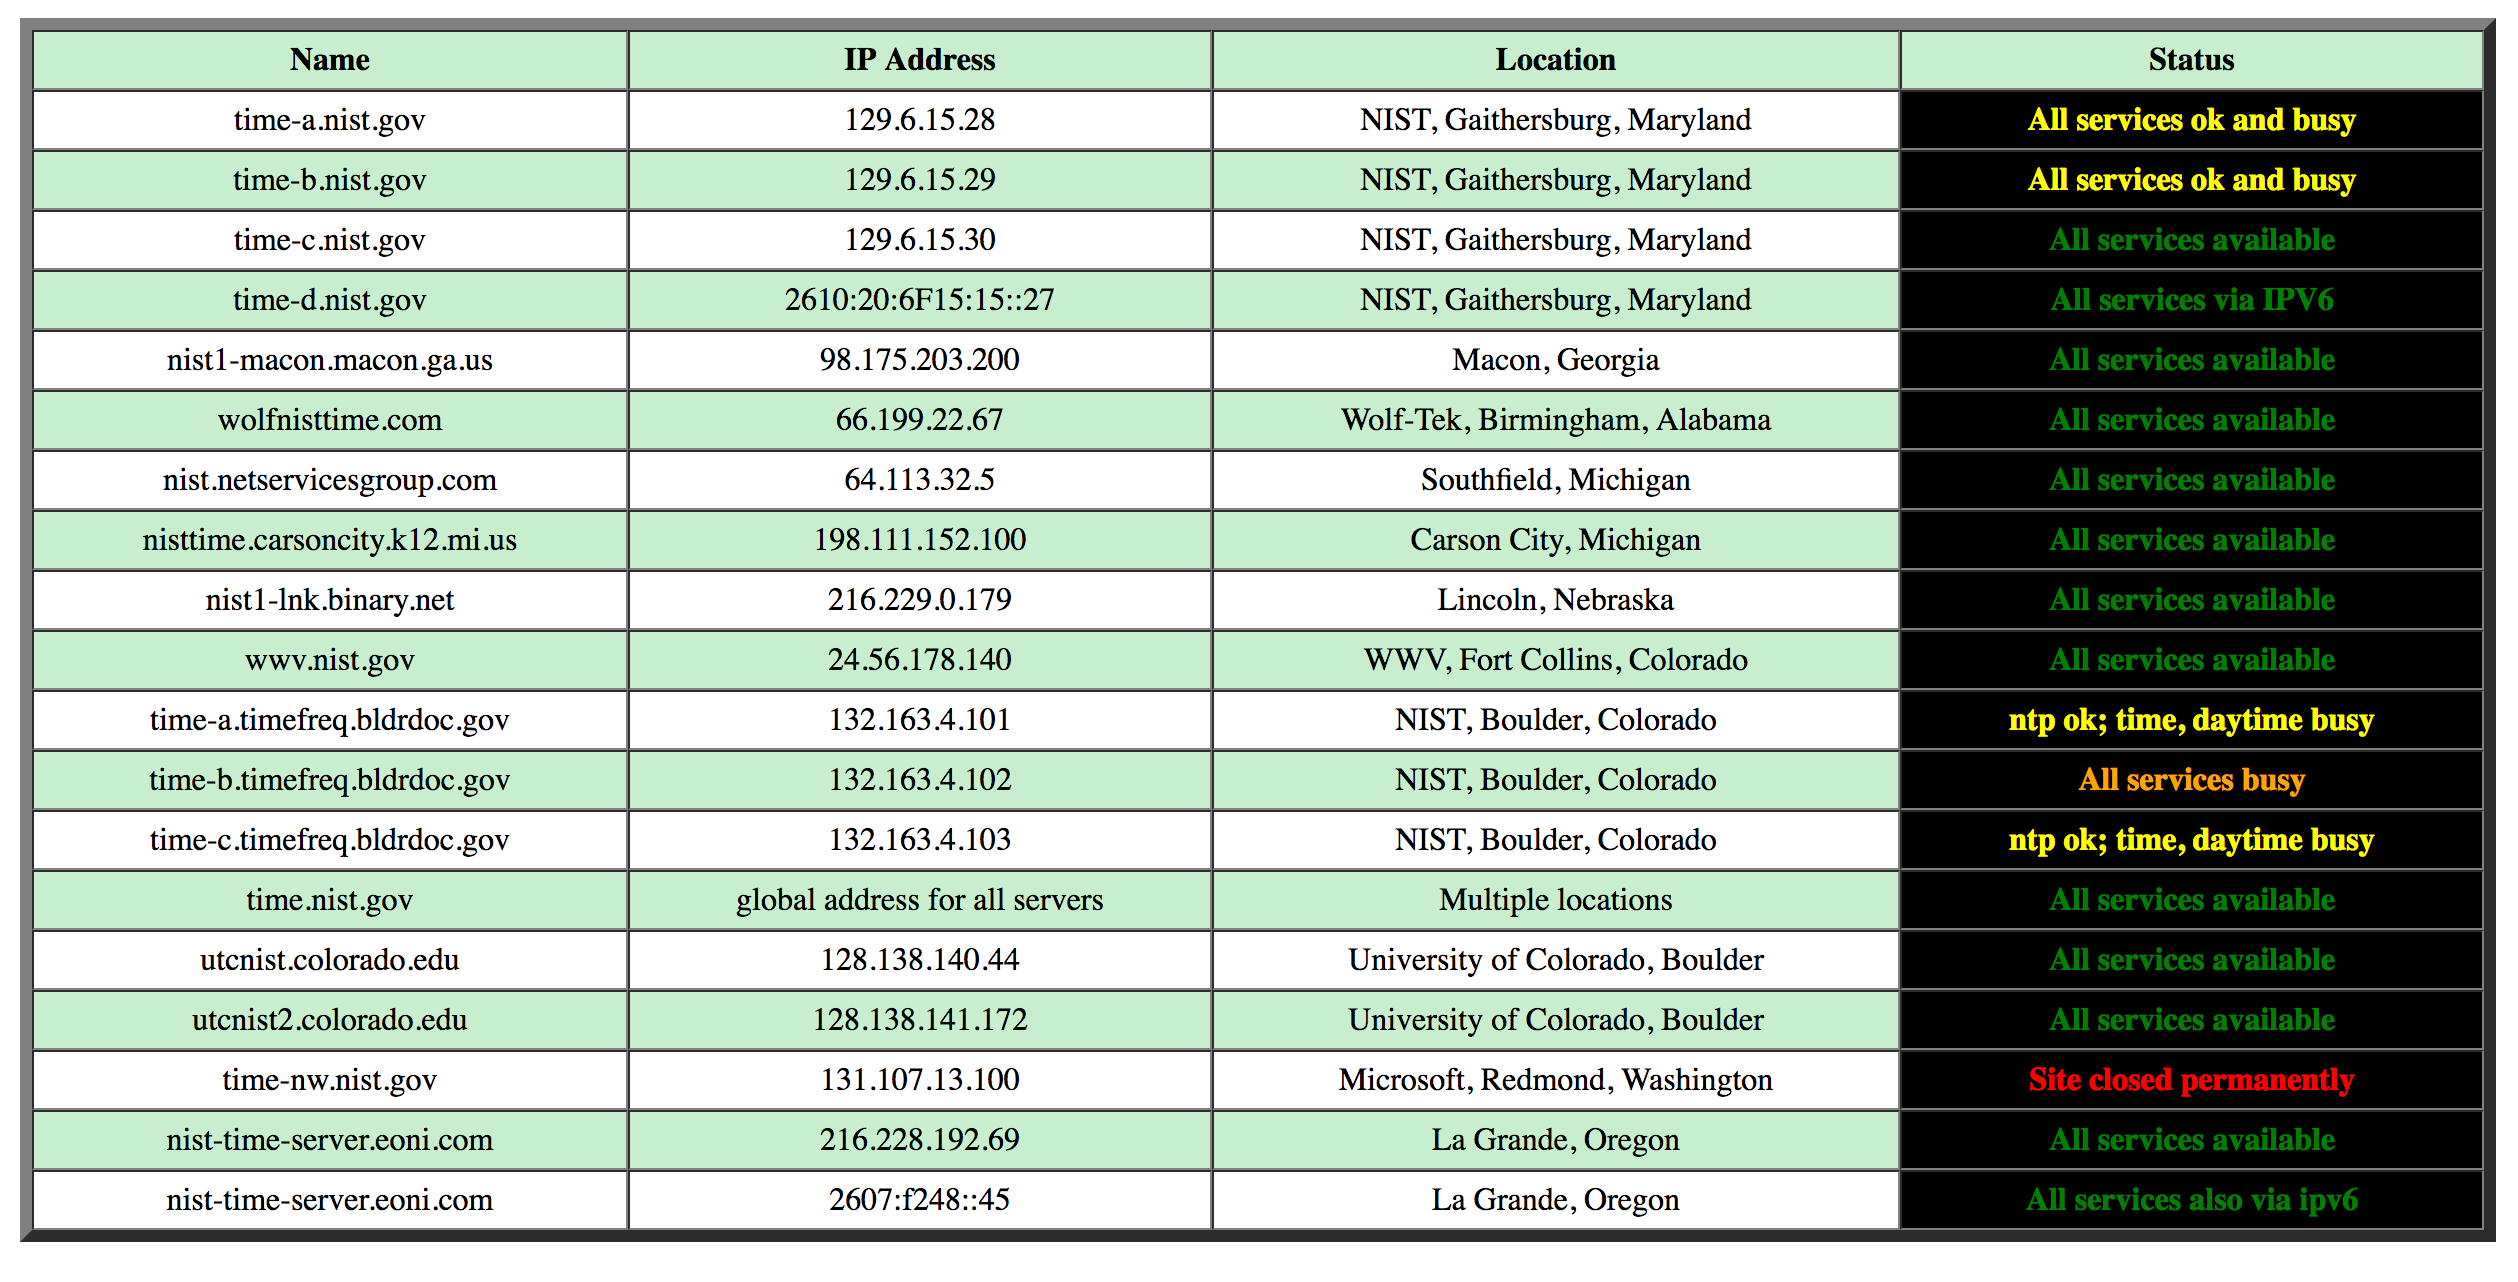 Name IP Address Location Status
time-a.nist.gov 129.6.15.28 NIST, Gaithersburg, Maryland All services ok and busy
time-b.nist.gov 129.6.15.29 NIST, Gaithersburg, Maryland All services ok and busy
time-c.nist.gov 129.6.15.30 NIST, Gaithersburg, Maryland All services available
time-d.nist.gov 2610:20:6F15:15::27 NIST, Gaithersburg, Maryland All services via IPV6
nist1-macon.macon.ga.us 98.175.203.200 Macon, Georgia All services available
wolfnisttime.com 66.199.22.67 Wolf-Tek, Birmingham, Alabama All services available
nist.netservicesgroup.com 64.113.32.5 Southfield, Michigan All services available
nisttime.carsoncity.k12.mi.us 198.111.152.100 Carson City, Michigan All services available
nist1-lnk.binary.net 216.229.0.179 Lincoln, Nebraska All services available
wwv.nist.gov 24.56.178.140 WWV, Fort Collins, Colorado All services available
time-a.timefreq.bldrdoc.gov 132.163.4.101 NIST, Boulder, Colorado ntp ok; time, daytime busy
time-b.timefreq.bldrdoc.gov 132.163.4.102 NIST, Boulder, Colorado All services busy
time-c.timefreq.bldrdoc.gov 132.163.4.103 NIST, Boulder, Colorado ntp ok; time, daytime busy
time.nist.gov global address for all servers Multiple locations All services available
utcnist.colorado.edu 128.138.140.44 University of Colorado, Boulder All services available
utcnist2.colorado.edu 128.138.141.172 University of Colorado, Boulder All services available
time-nw.nist.gov 131.107.13.100 Microsoft, Redmond, Washington Site closed permanently
nist-time-server.eoni.com 216.228.192.69 La Grande, Oregon All services available
nist-time-server.eoni.com 2607:f248::45 La Grande, Oregon All services also via ipv6